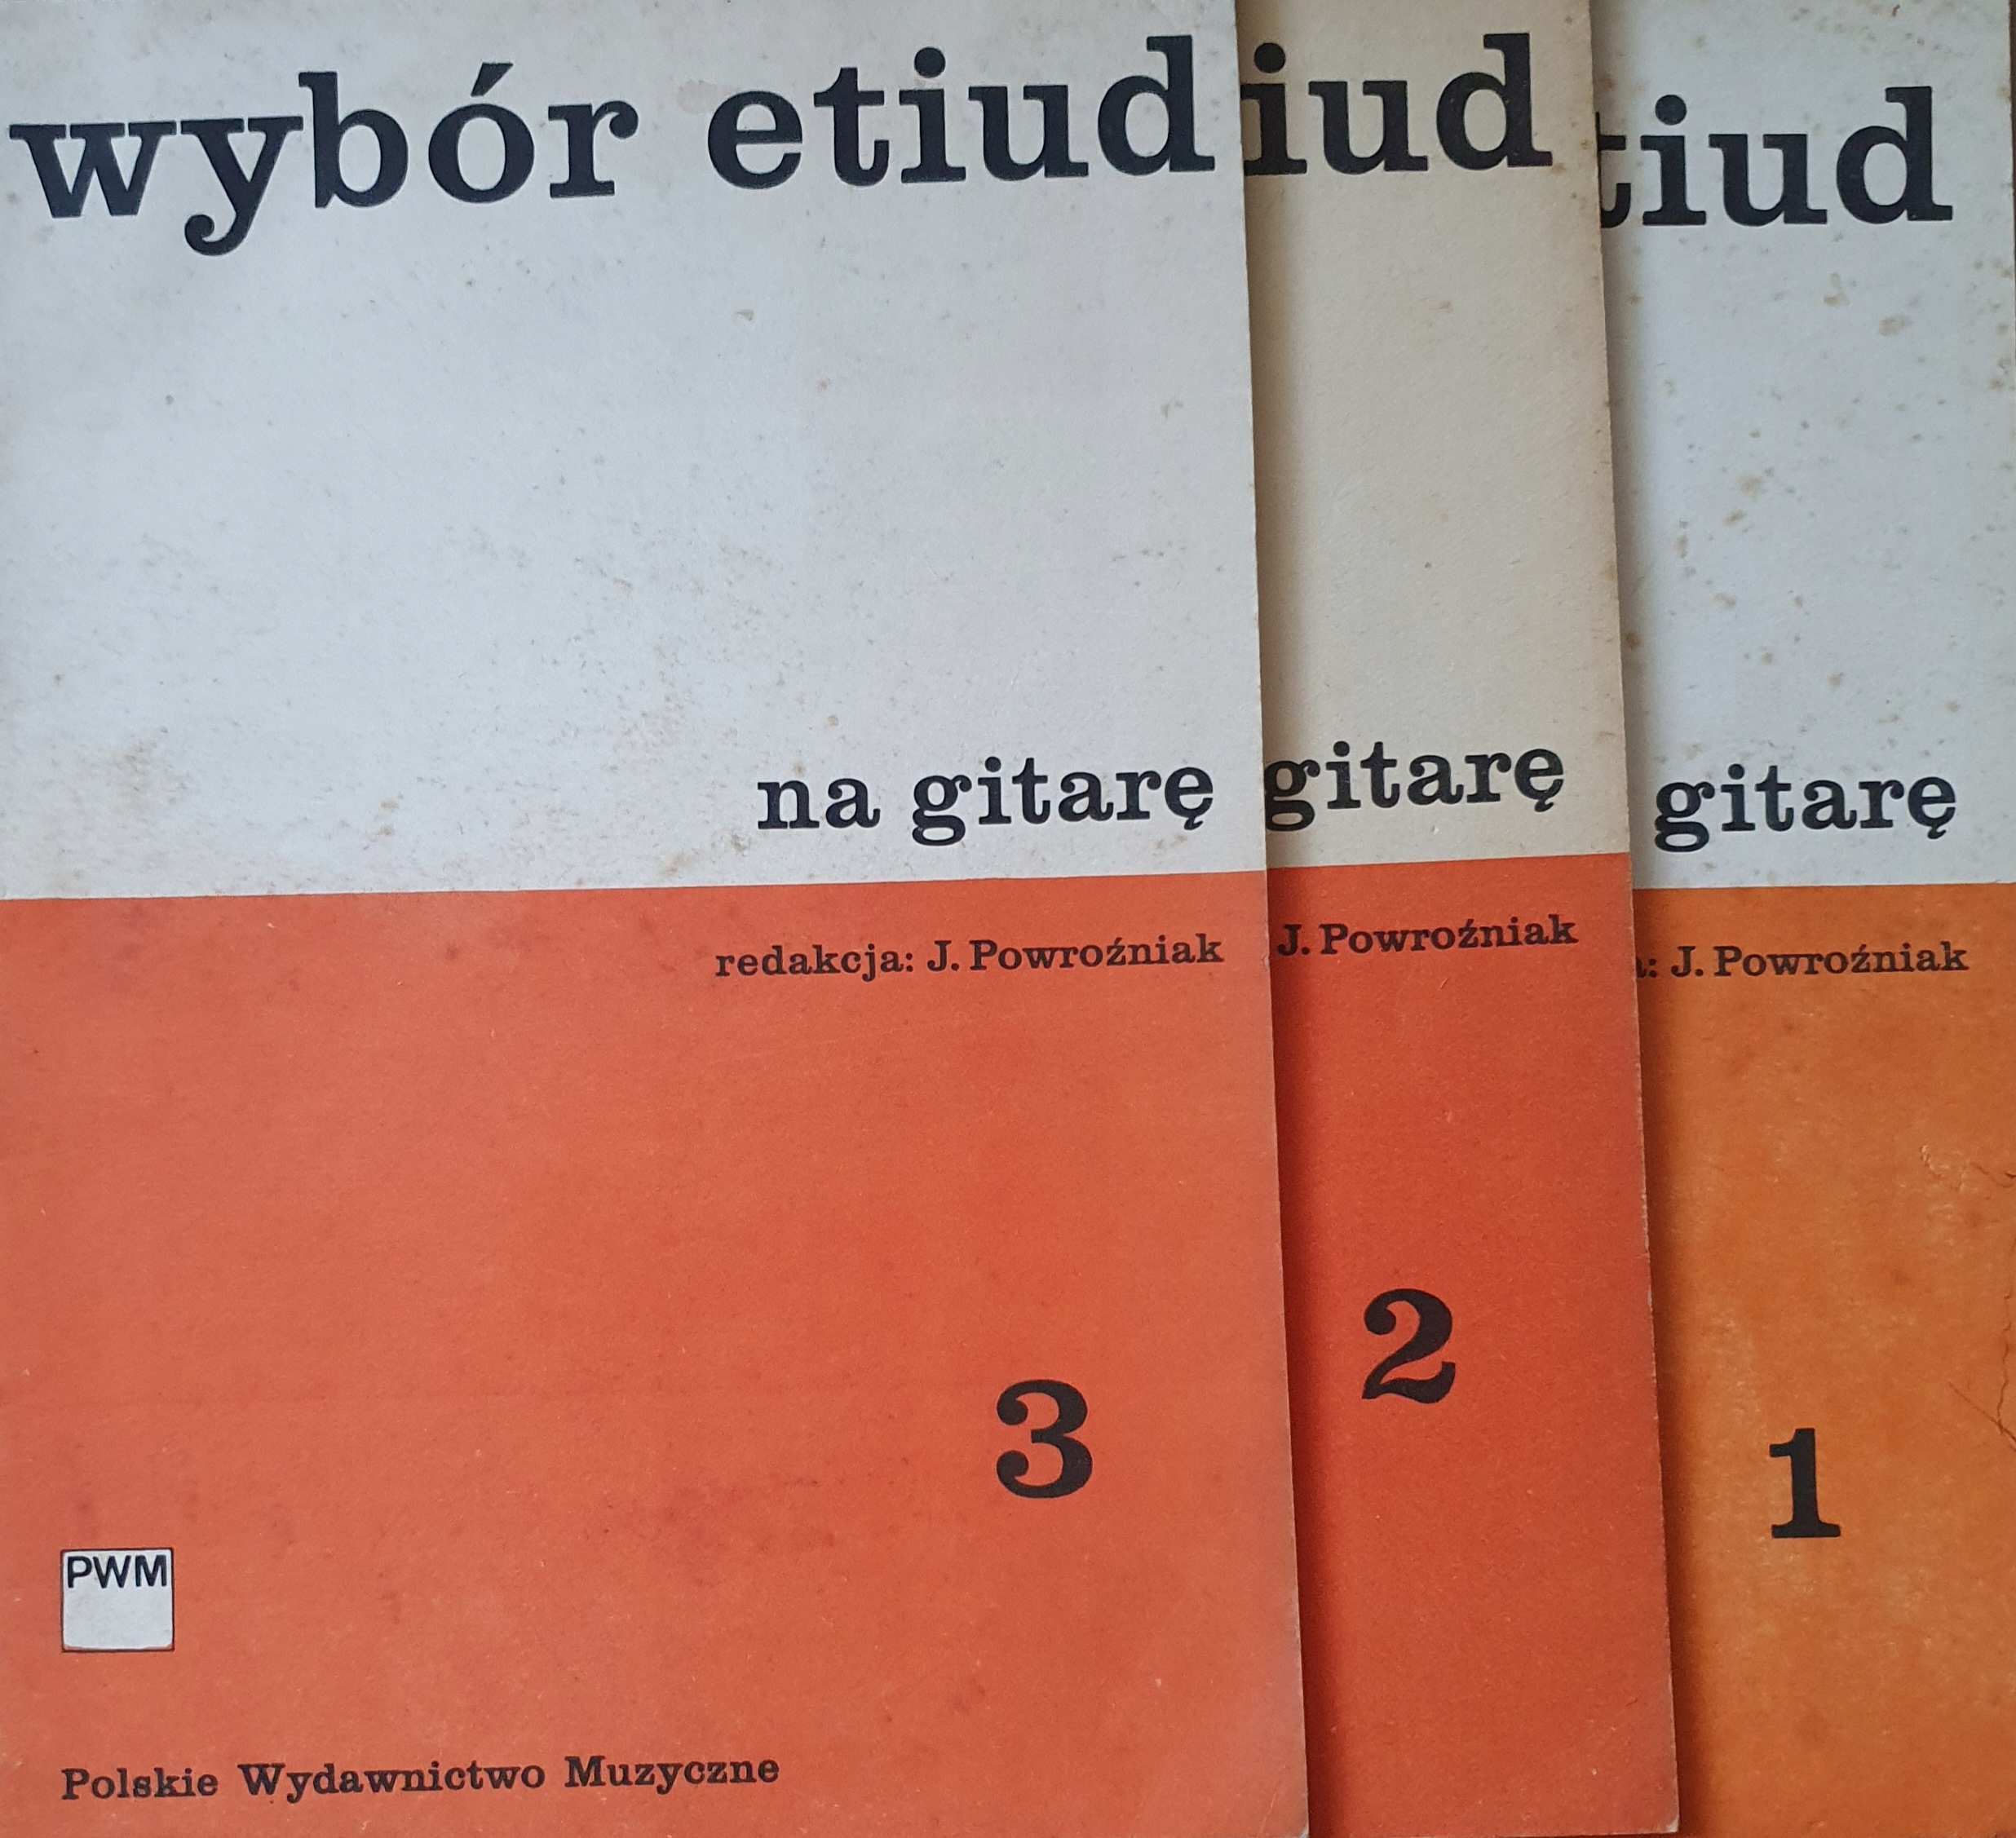 wybór etiud
na gitarę
redakcja: J. Powroźniak
3
PWM
Polskie Wydawnictwo Muzyczne
iud
gitarę
J. Powroźniak
2
tiud
gitarę
a: J. Powroźniak
1